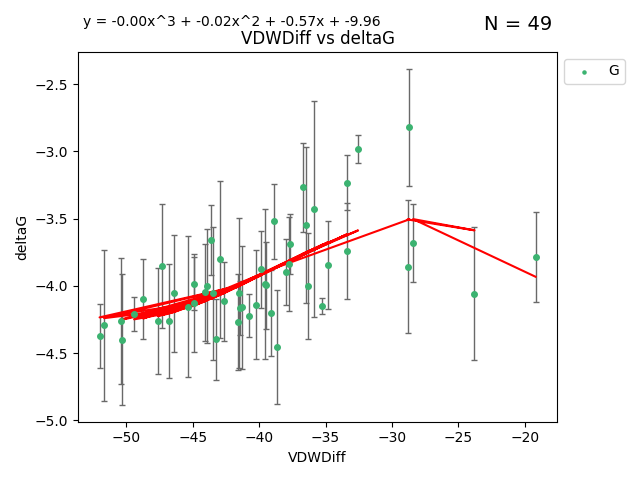 y = -0.00x^3 + -0.02x^2 + -0.57x + -9.96
N = 49
VDWDiff vs deltaG
G
−2.5
−3.0
−3.5
−4.0
−4.5
−5.0
deltaG
−50 −45 −40 −35 −30 −25 −20
VDWDiff